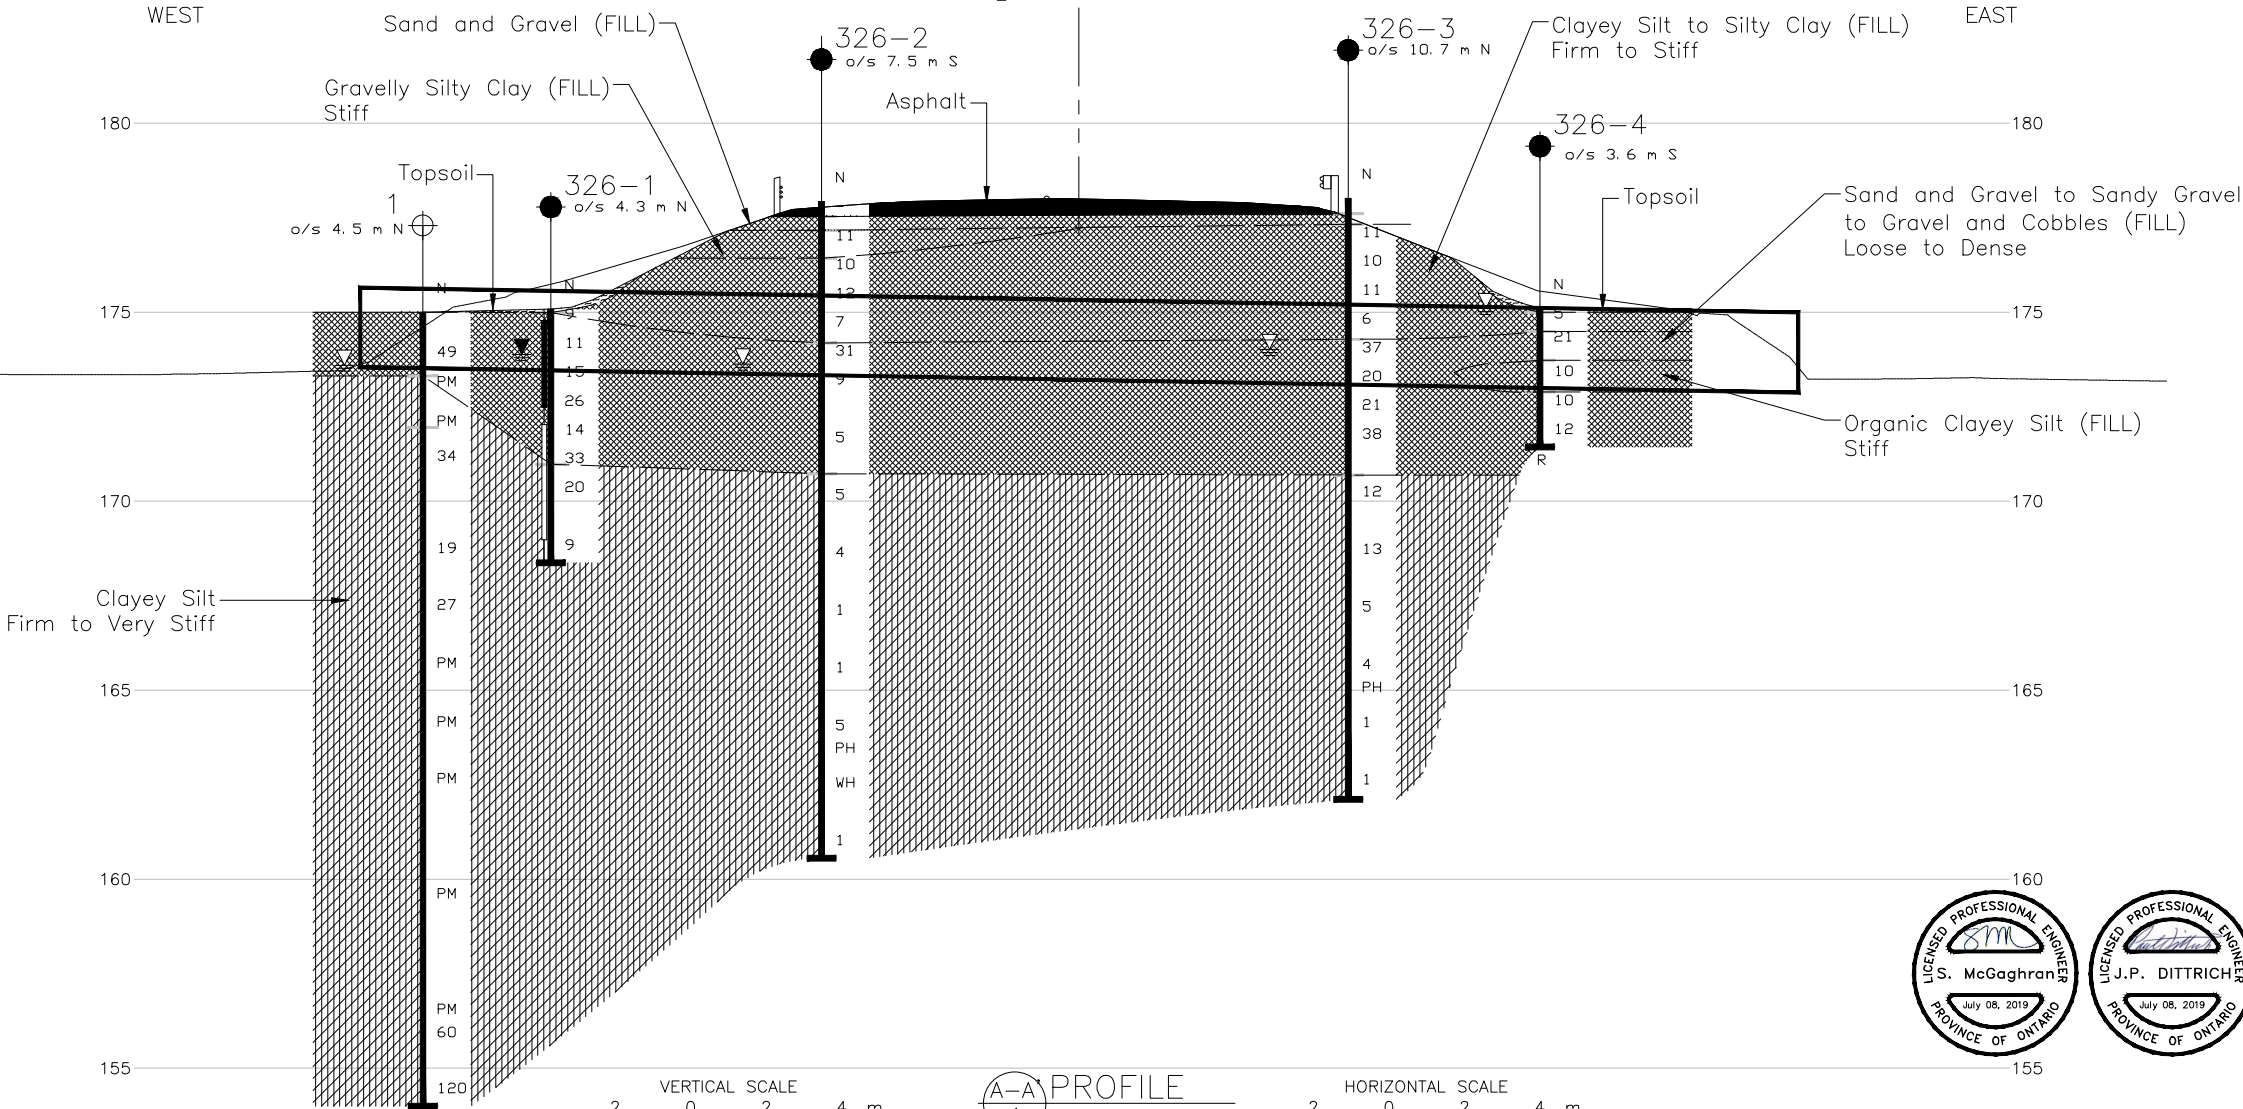 WEST
EAST
Sand and Gravel (FILL)
326-2
o/s 7.5 m S
326-3
o/s 10.7 m N
Clayey Silt to Silty Clay (FILL)
Firm to Stiff
Gravelly Silty Clay (FILL)
Stiff
Asphalt
180
180
326-4
o/s 3.6 m S
Topsoil
326-1
o/s 4.3 m N
1
o/s 4.5 m N
Topsoil
Sand and Gravel to Sandy Gravel
to Gravel and Cobbles (FILL)
Loose to Dense
175
175
Organic Clayey Silt (FILL)
Stiff
170
170
Clayey Silt
Firm to Very Stiff
165
165
160
160
155
155
N
49
PM
PM
34
19
27
PM
PM
PM
PM
PM
60
120
N
9
11
15
26
14
33
20
9
N
11
10
12
7
31
9
5
5
4
1
1
5
PH
WH
1
N
11
10
11
6
37
20
21
38
12
13
5
4
PH
1
1
N
5
21
10
10
12
R
LICENSED PROFESSIONAL ENGINEER
S. McGaghran
July 08, 2019
PROVINCE OF ONTARIO
LICENSED PROFESSIONAL ENGINEER
J.P. DITTRICH
July 08, 2019
PROVINCE OF ONTARIO
VERTICAL SCALE
2 0 2 4 m
A-A' PROFILE
HORIZONTAL SCALE
2 0 2 4 m